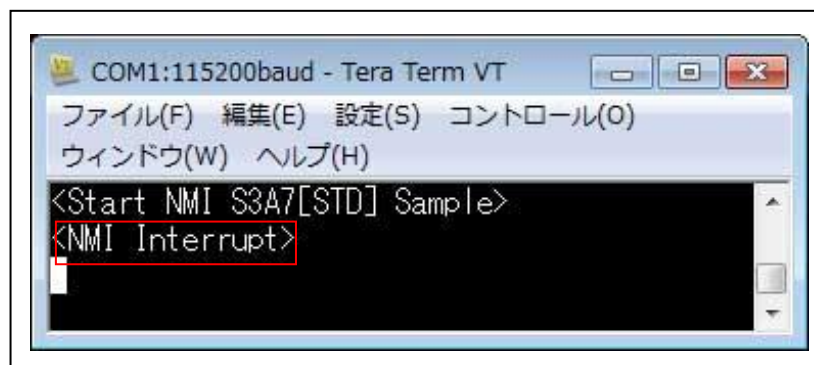 COM1:115200baud - Tera Term VT
ファイル(F) 編集(E) 設定(S) コントロール(O)
ウィンドウ(W) ヘルプ(H)
<Start NMI S3A7[STD] Sample>
<NMI Interrupt>